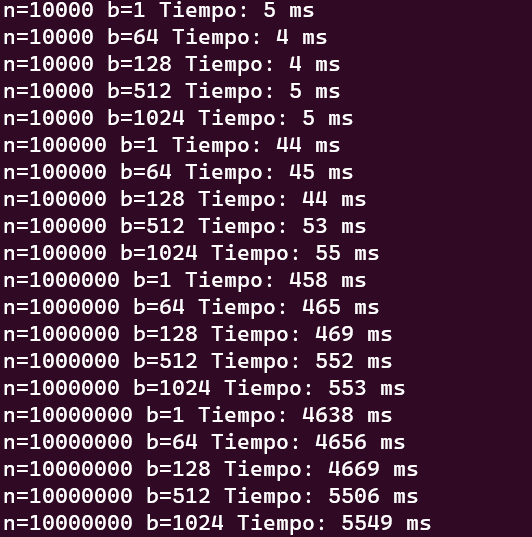 n=10000 b=1 Tiempo: 5 ms
n=10000 b=64 Tiempo: 4 ms
n=10000 b=128 Tiempo: 4 ms
n=10000 b=512 Tiempo: 5 ms
n=10000 b=1024 Tiempo: 5 ms
n=100000 b=1 Tiempo: 44 ms
n=100000 b=64 Tiempo: 45 ms
n=100000 b=128 Tiempo: 44 ms
n=100000 b=512 Tiempo: 53 ms
n=100000 b=1024 Tiempo: 55 ms
n=1000000 b=1 Tiempo: 458 ms
n=1000000 b=64 Tiempo: 465 ms
n=1000000 b=128 Tiempo: 469 ms
n=1000000 b=512 Tiempo: 552 ms
n=1000000 b=1024 Tiempo: 553 ms
n=10000000 b=1 Tiempo: 4638 ms
n=10000000 b=64 Tiempo: 4656 ms
n=10000000 b=128 Tiempo: 4669 ms
n=10000000 b=512 Tiempo: 5506 ms
n=10000000 b=1024 Tiempo: 5549 ms